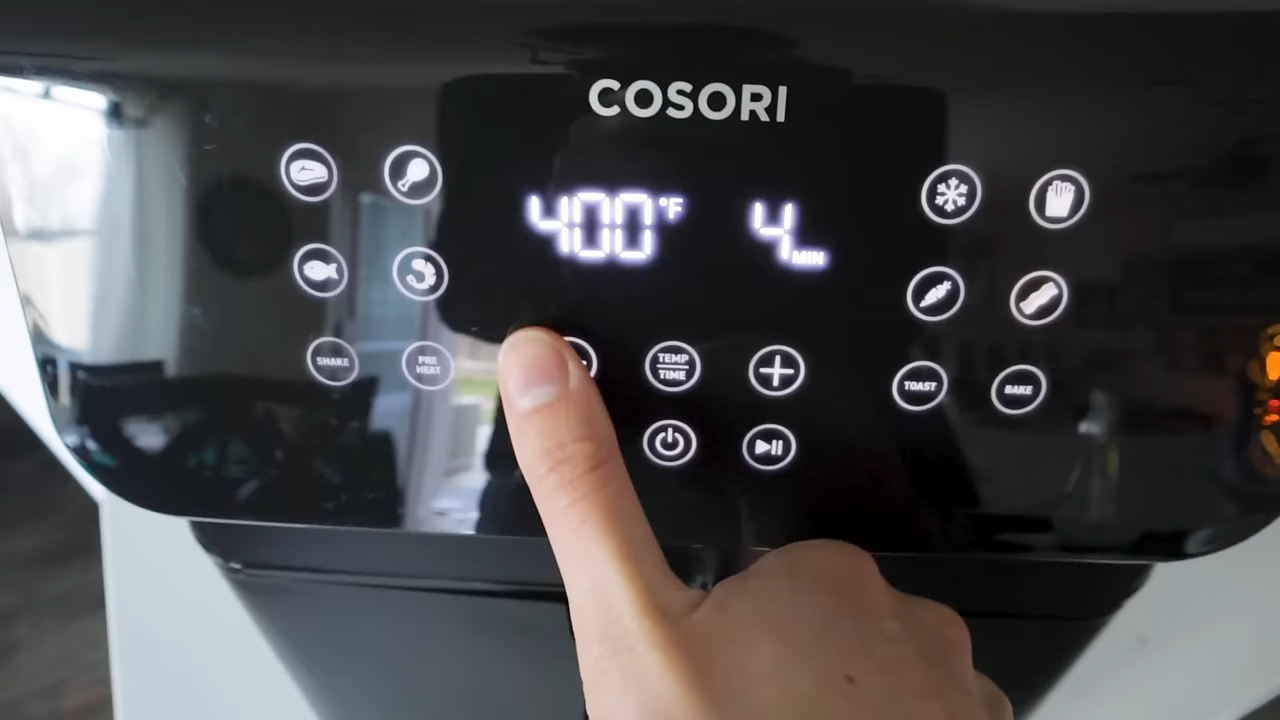 COSORI
400°F 4 MIN
SHAKE
PRE
HEAT
TEMP
TIME
TOAST
BAKE